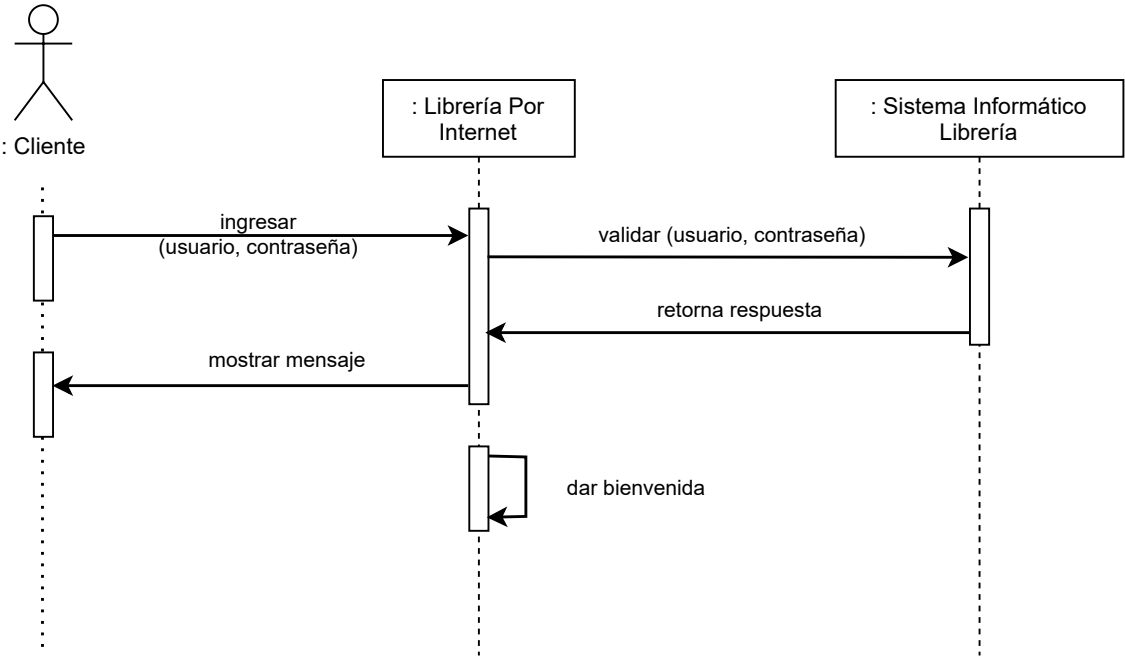 : Librería Por
Internet
: Sistema Informático
Librería
: Cliente
ingresar
(usuario, contraseña)
validar (usuario, contraseña)
retorna respuesta
mostrar mensaje
dar bienvenida